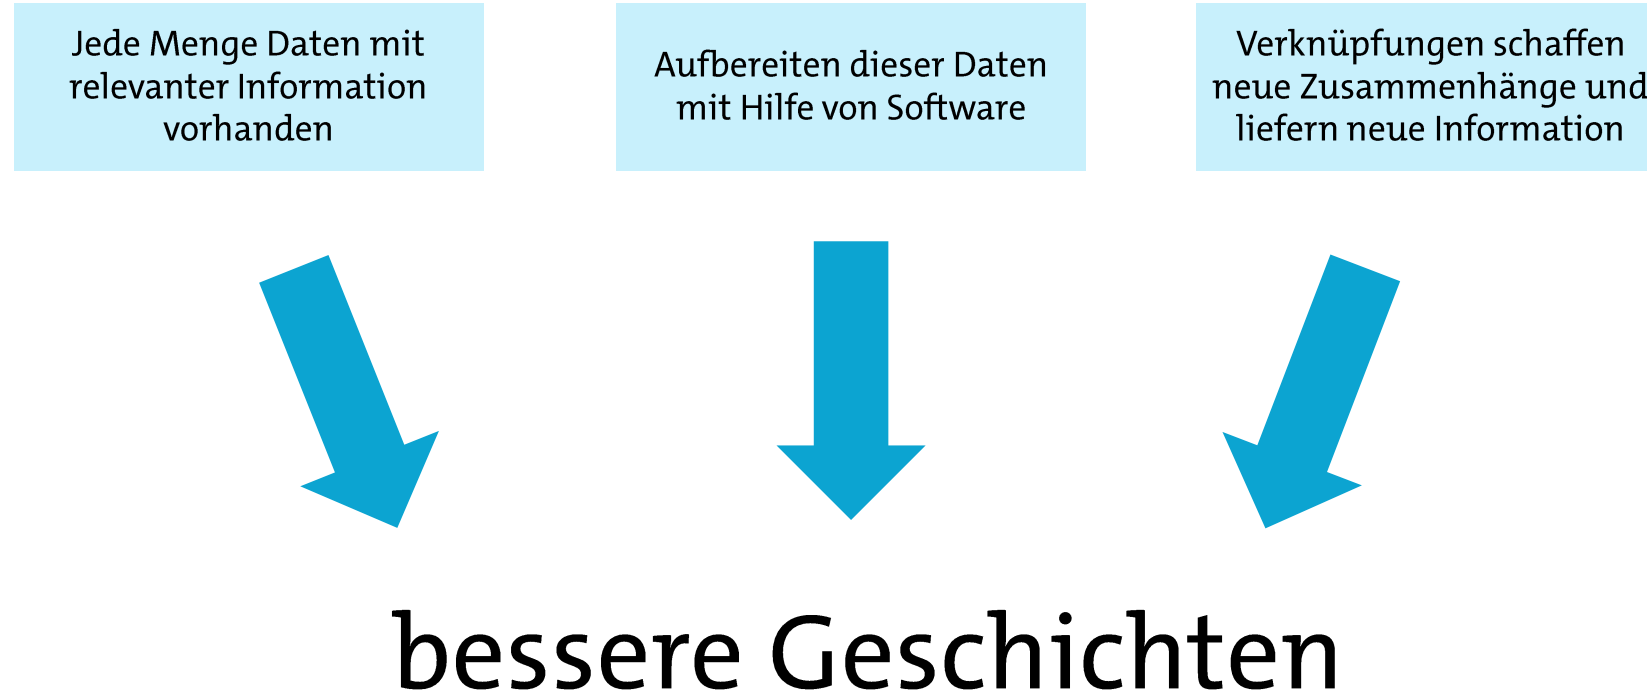 Jede Menge Daten mit
relevanter Information
vorhanden
Aufbereiten dieser Daten
mit Hilfe von Software
Verknüpfungen schaffen
neue Zusammenhänge und
liefern neue Information
bessere Geschichten